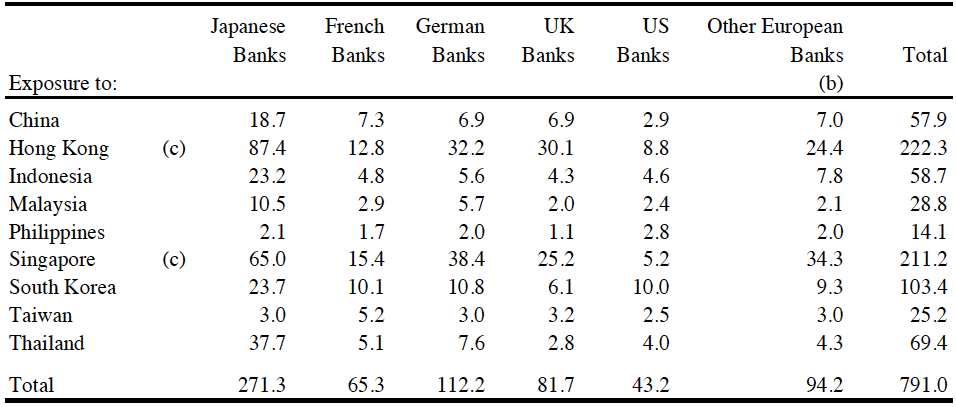 Japanese French German UK US Other European
Banks Banks Banks Banks Banks Banks Total
Exposure to: (b)
China 18.7 7.3 6.9 6.9 2.9 7.0 57.9
Hong Kong (c) 87.4 12.8 32.2 30.1 8.8 24.4 222.3
Indonesia 23.2 4.8 5.6 4.3 4.6 7.8 58.7
Malaysia 10.5 2.9 5.7 2.0 2.4 2.1 28.8
Philippines 2.1 1.7 2.0 1.1 2.8 2.0 14.1
Singapore (c) 65.0 15.4 38.4 25.2 5.2 34.3 211.2
South Korea 23.7 10.1 10.8 6.1 10.0 9.3 103.4
Taiwan 3.0 5.2 3.0 3.2 2.5 3.0 25.2
Thailand 37.7 5.1 7.6 2.8 4.0 4.3 69.4
Total 271.3 65.3 112.2 81.7 43.2 94.2 791.0